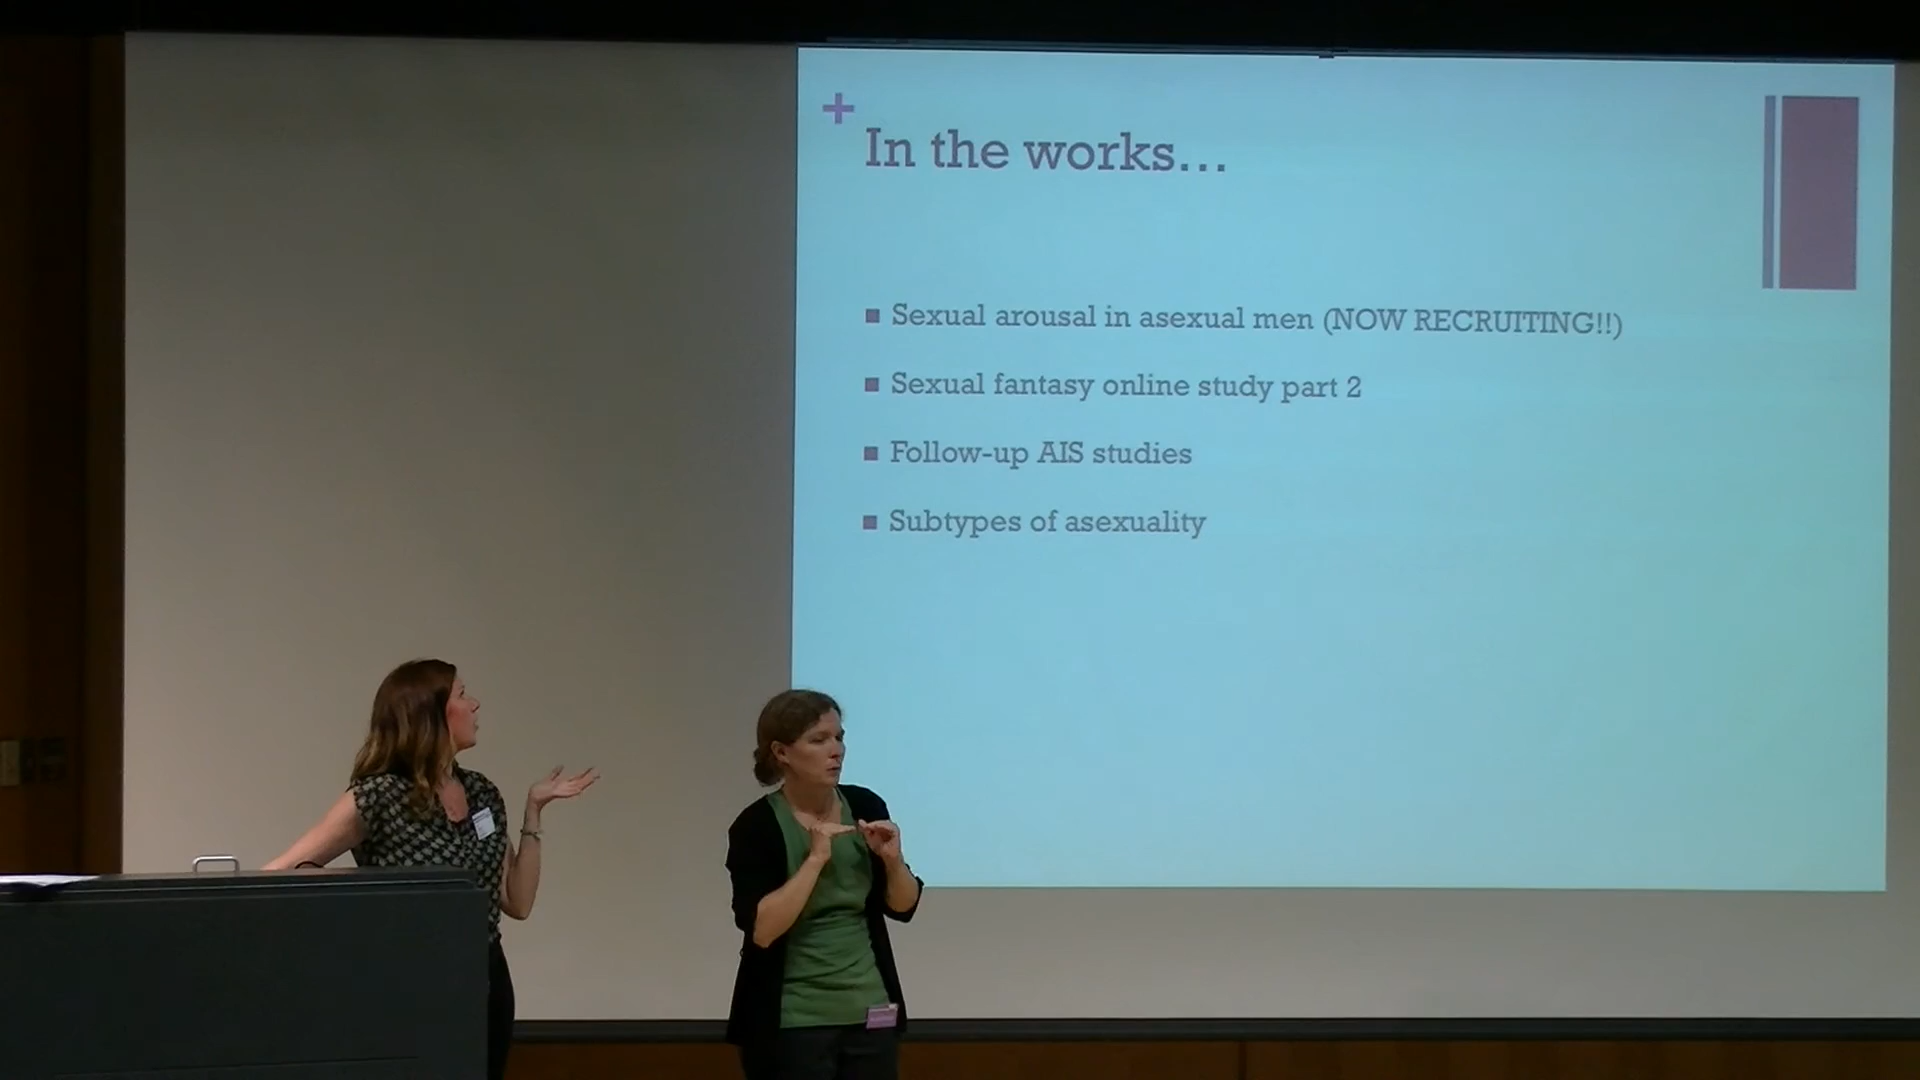 +
In the works...
■ Sexual arousal in asexual men (NOW RECRUITING!!)
■ Sexual fantasy online study part 2
■ Follow-up AIS studies
■ Subtypes of asexuality